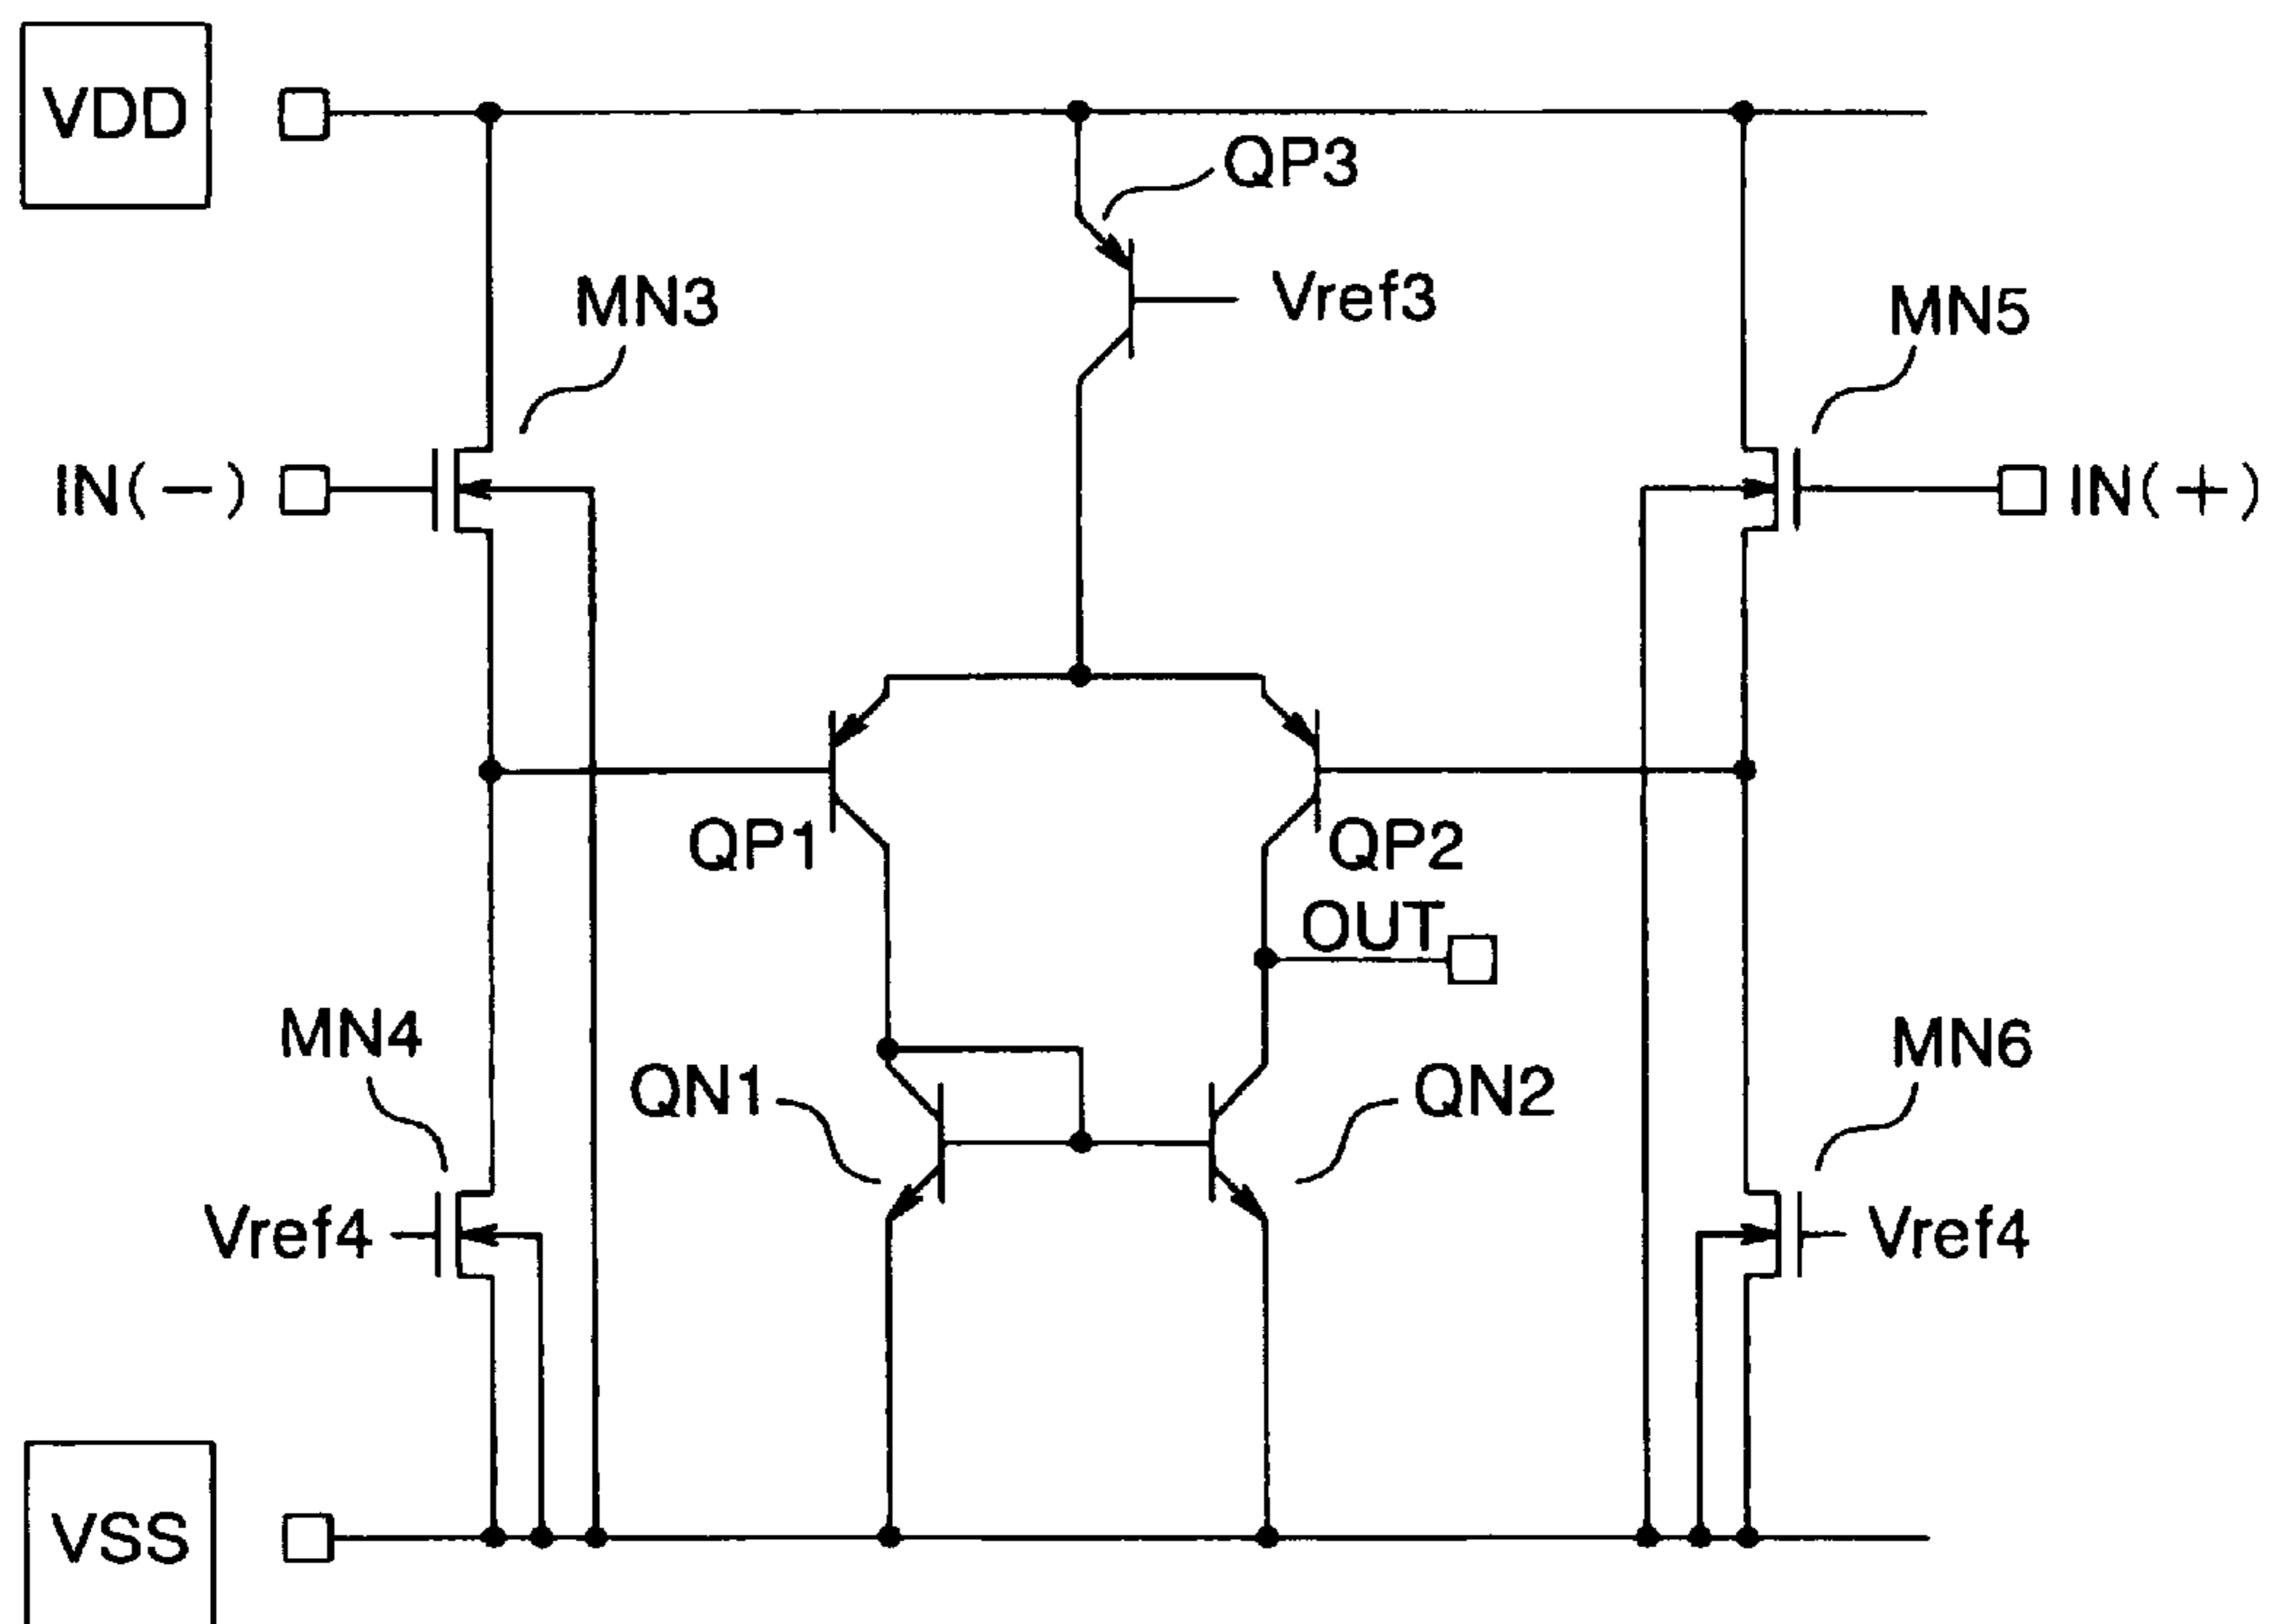 VDD
QP3
MN3
Vref3
MN5
IN(−)
IN(+)
QP1
QP2
OUT
MN4
MN6
QN1
QN2
Vref4
Vref4
VSS